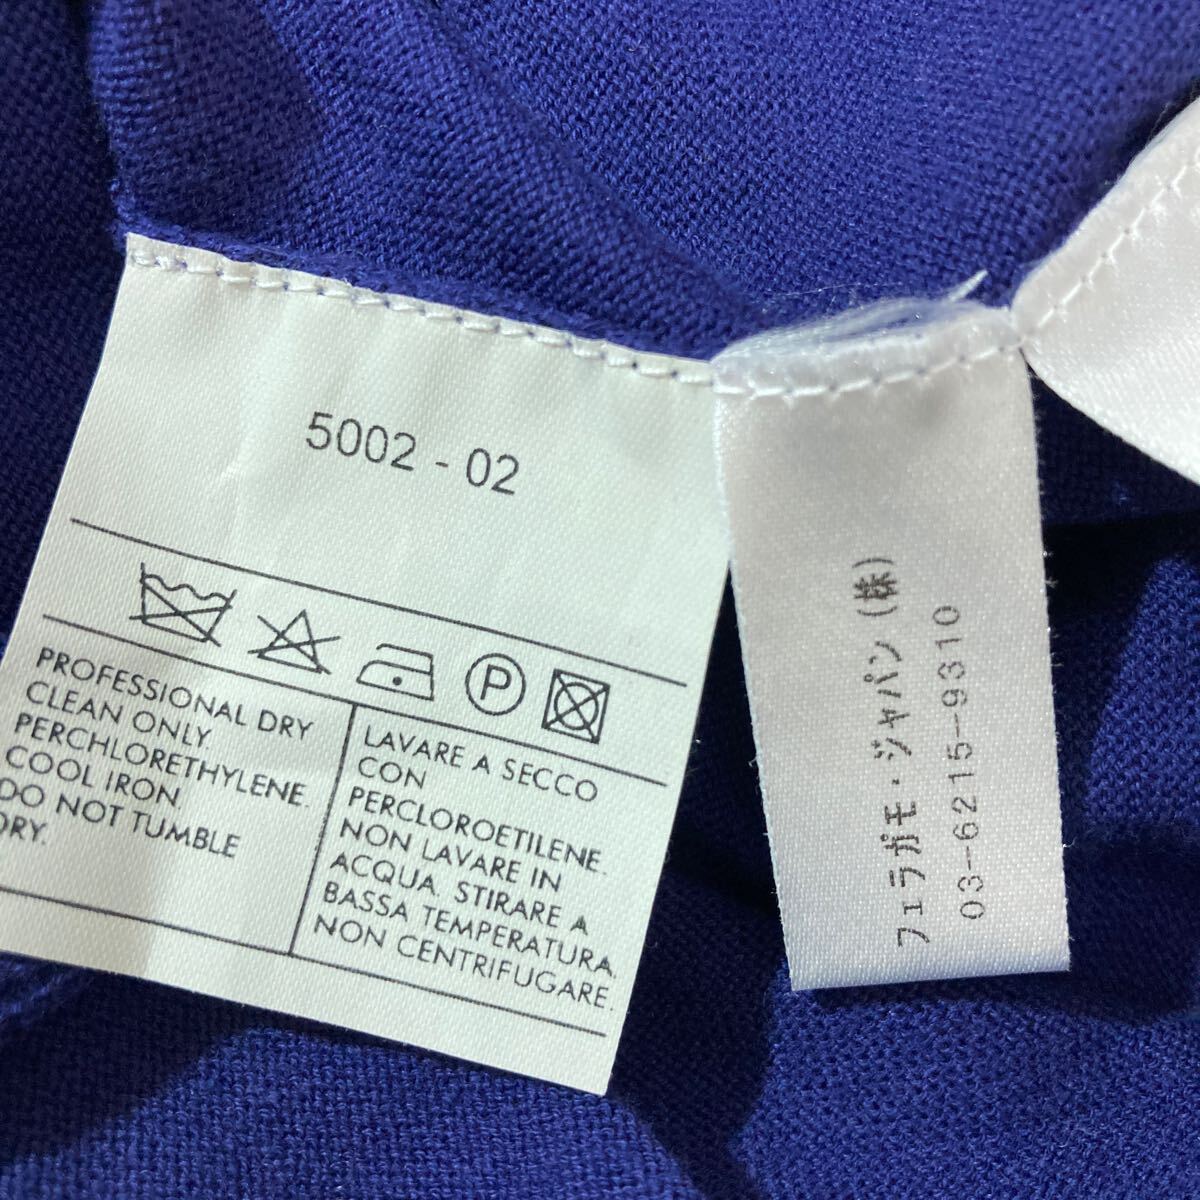 5002 - 02
P
PROFESSIONAL DRY
CLEAN ONLY.
PERCHLORETHYLENE.
COOL IRON.
DO NOT TUMBLE
DRY.
LAVARE A SECCO
CON
PERCLOROETILENE.
NON LAVARE IN
ACQUA. STIRARE A
BASSA TEMPERATURA.
NON CENTRIFUGARE.
フェラガモ・ジャパン (株)
03-6215-9310